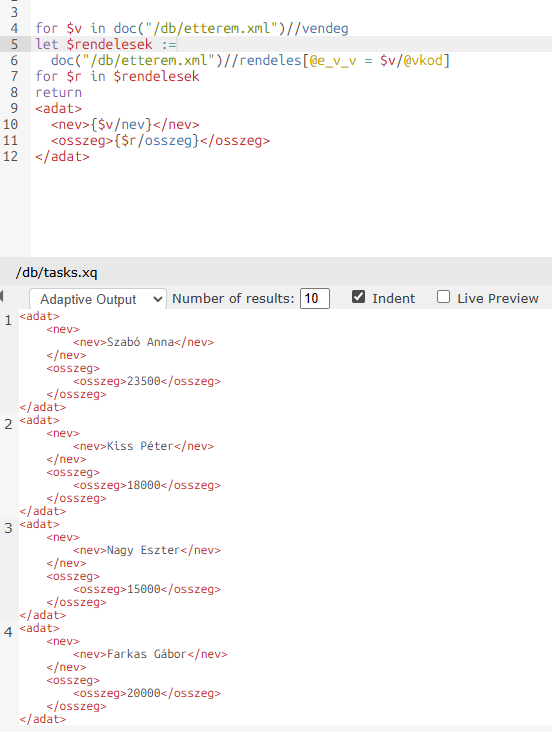 3
4 for $v in doc("/db/etterem.xml")//vendeg
5 let $rendelesek :=
6   doc("/db/etterem.xml")//rendeles[@e_v_v = $v/@vkod]
7 for $r in $rendelesek
8 return
9 <adat>
10   <nev>{$v/nev}</nev>
11   <osszeg>{$r/osszeg}</osszeg>
12 </adat>
/db/tasks.xq
Adaptive Output Number of results: 10 Indent Live Preview
1 <adat>
    <nev>
        <nev>Szabó Anna</nev>
    </nev>
    <osszeg>
        <osszeg>23500</osszeg>
    </osszeg>
</adat>
2 <adat>
    <nev>
        <nev>Kiss Péter</nev>
    </nev>
    <osszeg>
        <osszeg>18000</osszeg>
    </osszeg>
</adat>
3 <adat>
    <nev>
        <nev>Nagy Eszter</nev>
    </nev>
    <osszeg>
        <osszeg>15000</osszeg>
    </osszeg>
</adat>
4 <adat>
    <nev>
        <nev>Farkas Gábor</nev>
    </nev>
    <osszeg>
        <osszeg>20000</osszeg>
    </osszeg>
</adat>